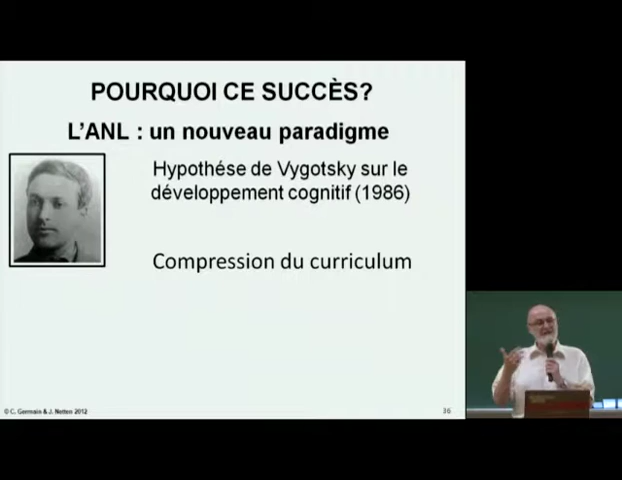 POURQUOI CE SUCCÈS?
L'ANL : un nouveau paradigme
Hypothése de Vygotsky sur le
développement cognitif (1986)
Compression du curriculum
© C. Germain & J. Netten 2012
36